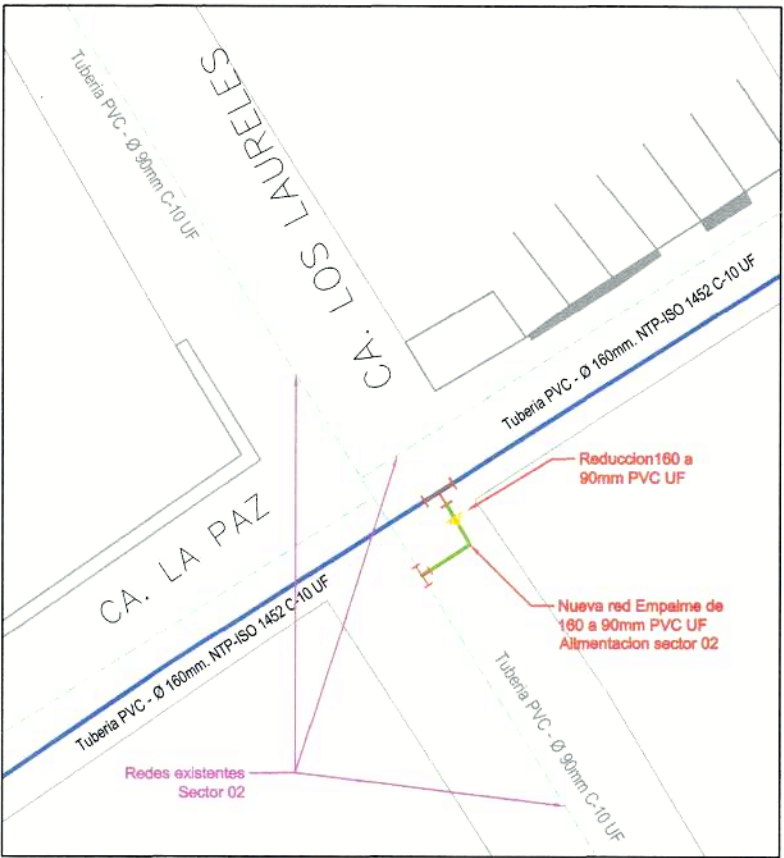 Tuberia PVC - Ø 90mm C-10 UF
CA. LOS LAURELES
Tuberia PVC - Ø 160mm. NTP-ISO 1452 C-10 UF
Reduccion160 a
90mm PVC UF
CA. LA PAZ
Tuberia PVC - Ø 160mm. NTP-ISO 1452 C-10 UF
Nueva red Empalme de
160 a 90mm PVC UF
Alimentacion sector 02
Tuberia PVC - Ø 90mm C-10 UF
Redes existentes
Sector 02